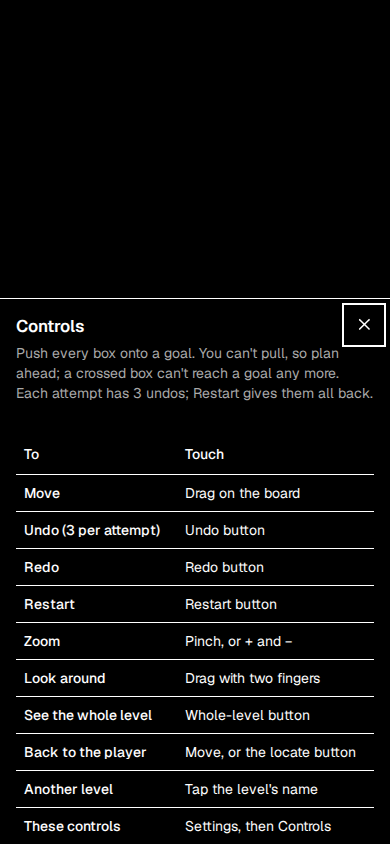 Controls
Push every box onto a goal. You can't pull, so plan
ahead; a crossed box can't reach a goal any more.
Each attempt has 3 undos; Restart gives them all back.
To Touch
Move Drag on the board
Undo (3 per attempt) Undo button
Redo Redo button
Restart Restart button
Zoom Pinch, or + and −
Look around Drag with two fingers
See the whole level Whole-level button
Back to the player Move, or the locate button
Another level Tap the level's name
These controls Settings, then Controls